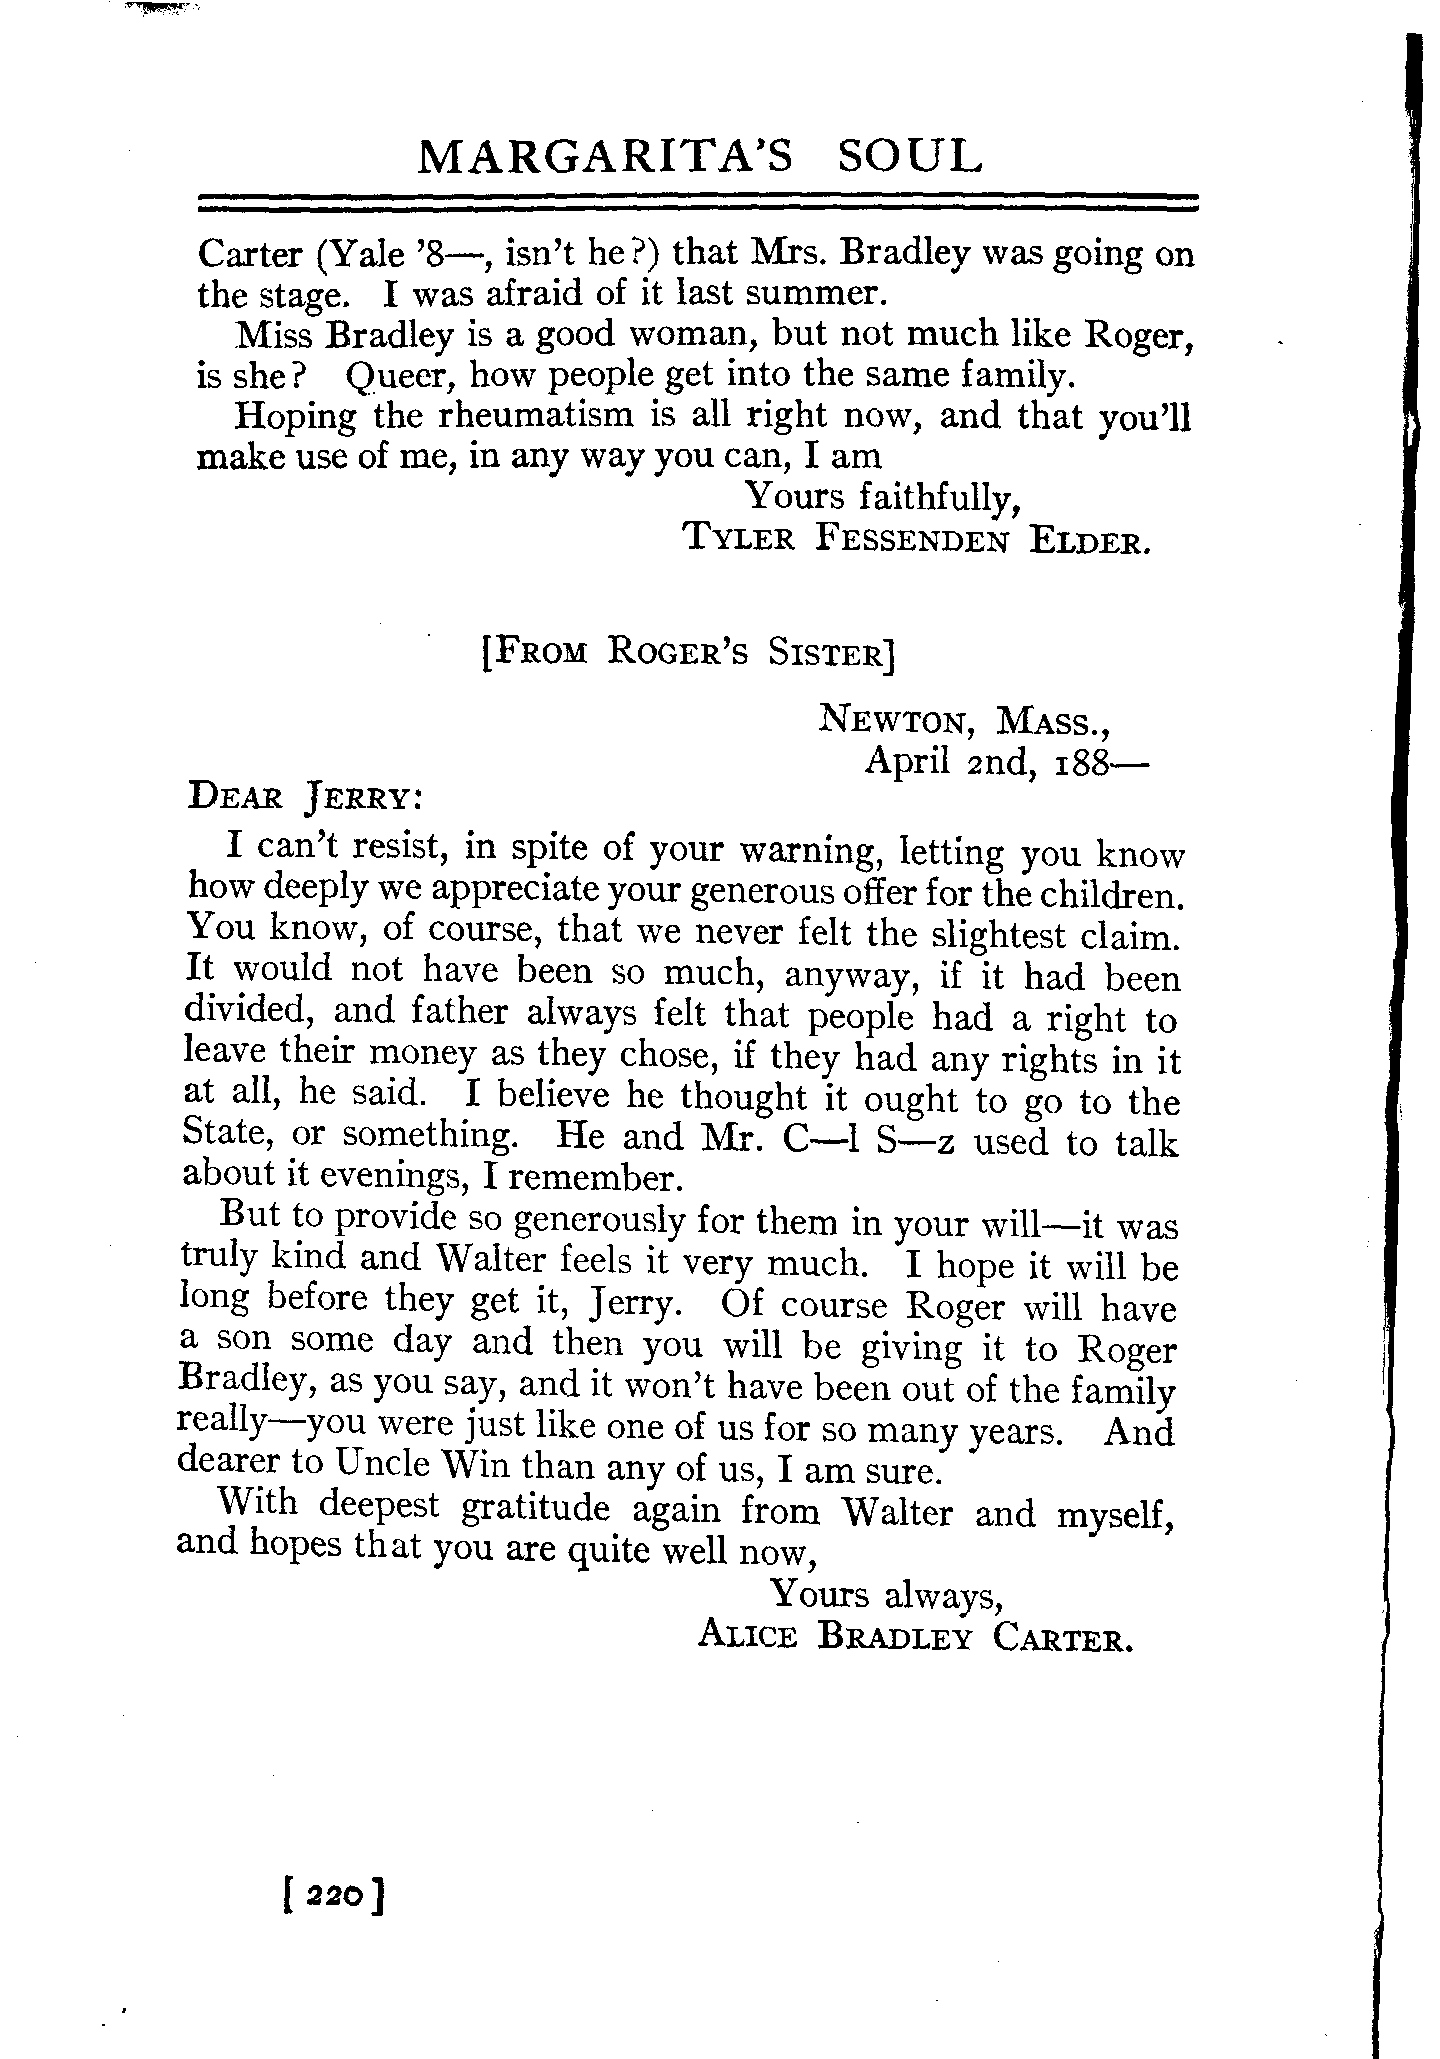 MARGARITA'S SOUL
Carter (Yale '8—, isn't he?) that Mrs. Bradley was going on
the stage. I was afraid of it last summer.
Miss Bradley is a good woman, but not much like Roger,
is she? Queer, how people get into the same family.
Hoping the rheumatism is all right now, and that you'll
make use of me, in any way you can, I am
Yours faithfully,
TYLER FESSENDEN ELDER.
[FROM ROGER'S SISTER]
NEWTON, MASS.,
April 2nd, 188—
DEAR JERRY:
I can't resist, in spite of your warning, letting you know
how deeply we appreciate your generous offer for the children.
You know, of course, that we never felt the slightest claim.
It would not have been so much, anyway, if it had been
divided, and father always felt that people had a right to
leave their money as they chose, if they had any rights in it
at all, he said. I believe he thought it ought to go to the
State, or something. He and Mr. C—l S—z used to talk
about it evenings, I remember.
But to provide so generously for them in your will—it was
truly kind and Walter feels it very much. I hope it will be
long before they get it, Jerry. Of course Roger will have
a son some day and then you will be giving it to Roger
Bradley, as you say, and it won't have been out of the family
really—you were just like one of us for so many years. And
dearer to Uncle Win than any of us, I am sure.
With deepest gratitude again from Walter and myself,
and hopes that you are quite well now,
Yours always,
ALICE BRADLEY CARTER.
[ 220 ]